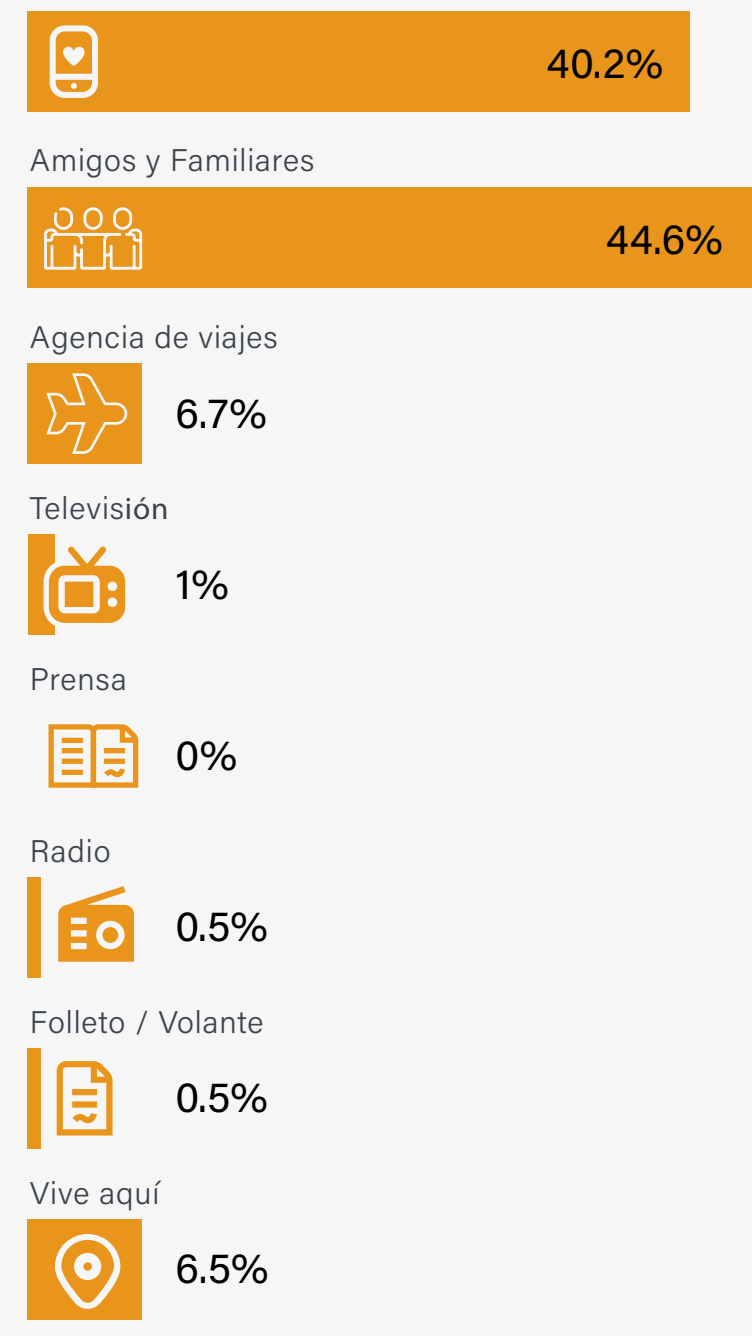 40.2%
Amigos y Familiares
44.6%
Agencia de viajes
6.7%
Televisión
1%
Prensa
0%
Radio
0.5%
Folleto / Volante
0.5%
Vive aquí
6.5%